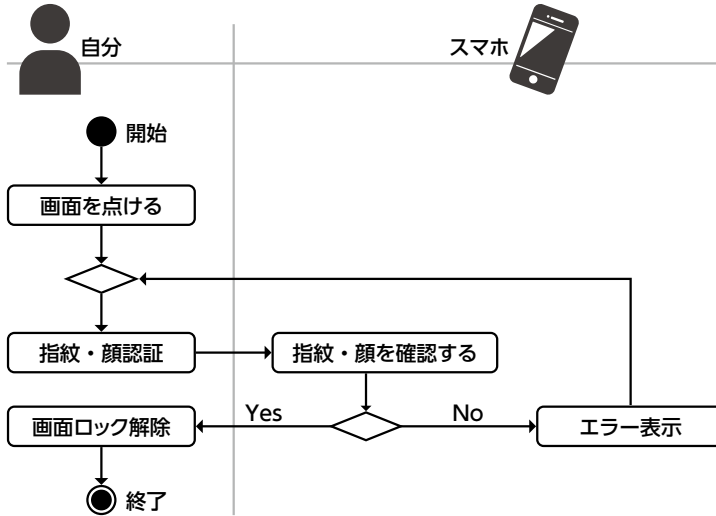 自分
スマホ
開始
画面を点ける
指紋・顔認証
指紋・顔を確認する
画面ロック解除
Yes
No
エラー表示
終了